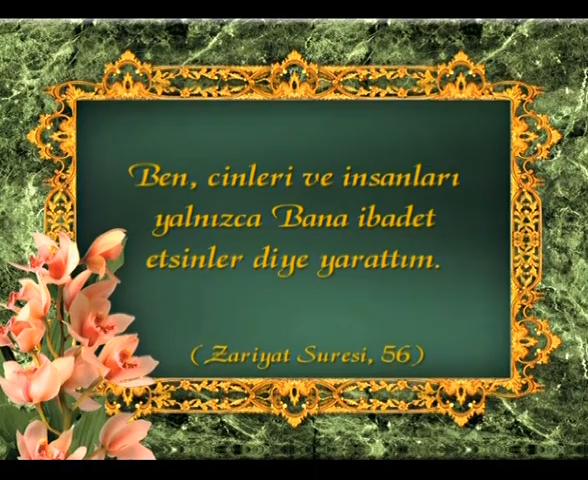 Ben, cinleri ve insanları
yalnızca Bana ibadet
etsinler diye yarattım.
(Zariyat Suresi, 56)